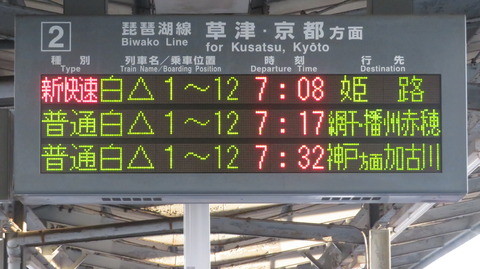 2 琵琶湖線 草津・京都方面
Biwako Line for Kusatsu, Kyōto
種別 列車名／乗車位置 時刻 行先
Type Train Name/Boarding Position Departure Time Destination
新快速 白△1〜12 7:08 姫路
普通 白△1〜12 7:17 網干・播州赤穂
普通 白△1〜12 7:32 神戸方面加古川